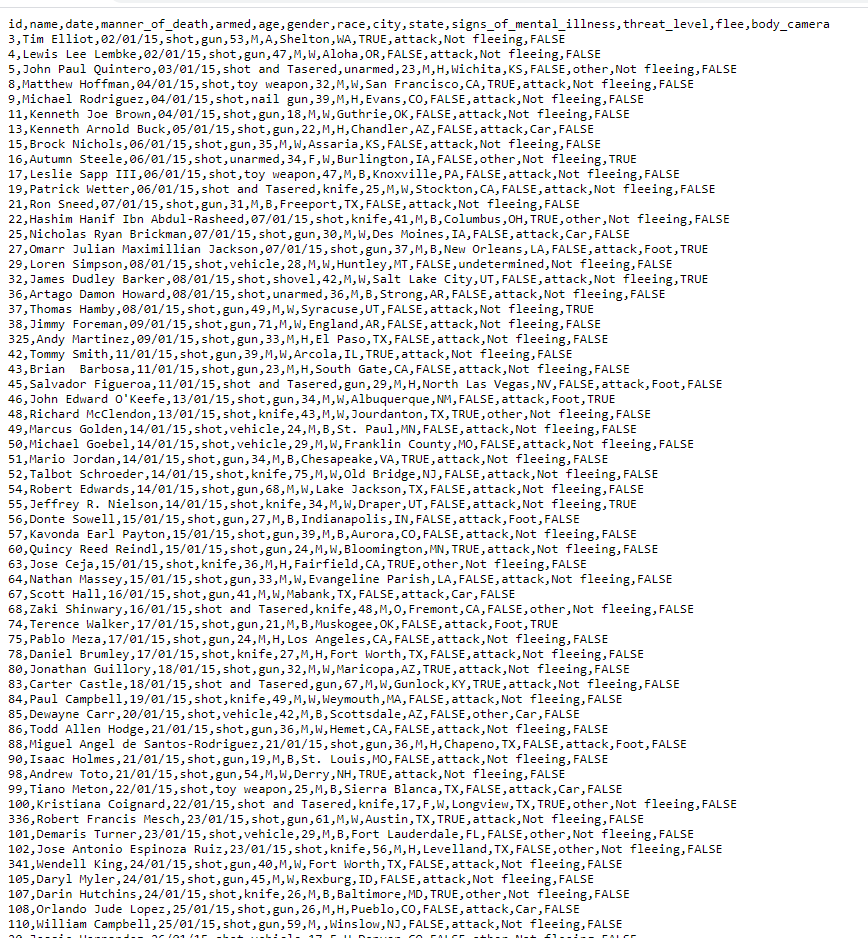 id,name,date,manner_of_death,armed,age,gender,race,city,state,signs_of_mental_illness,threat_level,flee,body_camera
3,Tim Elliot,02/01/15,shot,gun,53,M,A,Shelton,WA,TRUE,attack,Not fleeing,FALSE
4,Lewis Lee Lembke,02/01/15,shot,gun,47,M,W,Aloha,OR,FALSE,attack,Not fleeing,FALSE
5,John Paul Quintero,03/01/15,shot and Tasered,unarmed,23,M,H,Wichita,KS,FALSE,other,Not fleeing,FALSE
8,Matthew Hoffman,04/01/15,shot,toy weapon,32,M,W,San Francisco,CA,TRUE,attack,Not fleeing,FALSE
9,Michael Rodriguez,04/01/15,shot,nail gun,39,M,H,Evans,CO,FALSE,attack,Not fleeing,FALSE
11,Kenneth Joe Brown,04/01/15,shot,gun,18,M,W,Guthrie,OK,FALSE,attack,Not fleeing,FALSE
13,Kenneth Arnold Buck,05/01/15,shot,gun,22,M,H,Chandler,AZ,FALSE,attack,Car,FALSE
15,Brock Nichols,06/01/15,shot,gun,35,M,W,Assaria,KS,FALSE,attack,Not fleeing,FALSE
16,Autumn Steele,06/01/15,shot,unarmed,34,F,W,Burlington,IA,FALSE,other,Not fleeing,TRUE
17,Leslie Sapp III,06/01/15,shot,toy weapon,47,M,B,Knoxville,PA,FALSE,attack,Not fleeing,FALSE
19,Patrick Wetter,06/01/15,shot and Tasered,knife,25,M,W,Stockton,CA,FALSE,attack,Not fleeing,FALSE
21,Ron Sneed,07/01/15,shot,gun,31,M,B,Freeport,TX,FALSE,attack,Not fleeing,FALSE
22,Hashim Hanif Ibn Abdul-Rasheed,07/01/15,shot,knife,41,M,B,Columbus,OH,TRUE,other,Not fleeing,FALSE
25,Nicholas Ryan Brickman,07/01/15,shot,gun,30,M,W,Des Moines,IA,FALSE,attack,Car,FALSE
27,Omarr Julian Maximillian Jackson,07/01/15,shot,gun,37,M,B,New Orleans,LA,FALSE,attack,Foot,TRUE
29,Loren Simpson,08/01/15,shot,vehicle,28,M,W,Huntley,MT,FALSE,undetermined,Not fleeing,FALSE
32,James Dudley Barker,08/01/15,shot,shovel,42,M,W,Salt Lake City,UT,FALSE,attack,Not fleeing,TRUE
36,Artago Damon Howard,08/01/15,shot,unarmed,36,M,B,Strong,AR,FALSE,attack,Not fleeing,FALSE
37,Thomas Hamby,08/01/15,shot,gun,49,M,W,Syracuse,UT,FALSE,attack,Not fleeing,TRUE
38,Jimmy Foreman,09/01/15,shot,gun,71,M,W,England,AR,FALSE,attack,Not fleeing,FALSE
325,Andy Martinez,09/01/15,shot,gun,33,M,H,El Paso,TX,FALSE,attack,Not fleeing,FALSE
42,Tommy Smith,11/01/15,shot,gun,39,M,W,Arcola,IL,TRUE,attack,Not fleeing,FALSE
43,Brian  Barbosa,11/01/15,shot,gun,23,M,H,South Gate,CA,FALSE,attack,Not fleeing,FALSE
45,Salvador Figueroa,11/01/15,shot and Tasered,gun,29,M,H,North Las Vegas,NV,FALSE,attack,Foot,FALSE
46,John Edward O'Keefe,13/01/15,shot,gun,34,M,W,Albuquerque,NM,FALSE,attack,Foot,TRUE
48,Richard McClendon,13/01/15,shot,knife,43,M,W,Jourdanton,TX,TRUE,other,Not fleeing,FALSE
49,Marcus Golden,14/01/15,shot,vehicle,24,M,B,St. Paul,MN,FALSE,attack,Not fleeing,FALSE
50,Michael Goebel,14/01/15,shot,vehicle,29,M,W,Franklin County,MO,FALSE,attack,Not fleeing,FALSE
51,Mario Jordan,14/01/15,shot,gun,34,M,B,Chesapeake,VA,TRUE,attack,Not fleeing,FALSE
52,Talbot Schroeder,14/01/15,shot,knife,75,M,W,Old Bridge,NJ,FALSE,attack,Not fleeing,FALSE
54,Robert Edwards,14/01/15,shot,gun,68,M,W,Lake Jackson,TX,FALSE,attack,Not fleeing,FALSE
55,Jeffrey R. Nielson,14/01/15,shot,knife,34,M,W,Draper,UT,FALSE,attack,Not fleeing,TRUE
56,Donte Sowell,15/01/15,shot,gun,27,M,B,Indianapolis,IN,FALSE,attack,Foot,FALSE
57,Kavonda Earl Payton,15/01/15,shot,gun,39,M,B,Aurora,CO,FALSE,attack,Not fleeing,FALSE
60,Quincy Reed Reindl,15/01/15,shot,gun,24,M,W,Bloomington,MN,TRUE,attack,Not fleeing,FALSE
63,Jose Ceja,15/01/15,shot,knife,36,M,H,Fairfield,CA,TRUE,other,Not fleeing,FALSE
64,Nathan Massey,15/01/15,shot,gun,33,M,W,Evangeline Parish,LA,FALSE,attack,Not fleeing,FALSE
67,Scott Hall,16/01/15,shot,gun,41,M,W,Mabank,TX,FALSE,attack,Car,FALSE
68,Zaki Shinwary,16/01/15,shot and Tasered,knife,48,M,O,Fremont,CA,FALSE,other,Not fleeing,FALSE
74,Terence Walker,17/01/15,shot,gun,21,M,B,Muskogee,OK,FALSE,attack,Foot,TRUE
75,Pablo Meza,17/01/15,shot,gun,24,M,H,Los Angeles,CA,FALSE,attack,Not fleeing,FALSE
78,Daniel Brumley,17/01/15,shot,knife,27,M,H,Fort Worth,TX,FALSE,attack,Not fleeing,FALSE
80,Jonathan Guillory,18/01/15,shot,gun,32,M,W,Maricopa,AZ,TRUE,attack,Not fleeing,FALSE
83,Carter Castle,18/01/15,shot and Tasered,gun,67,M,W,Gunlock,KY,TRUE,attack,Not fleeing,FALSE
84,Paul Campbell,19/01/15,shot,knife,49,M,W,Weymouth,MA,FALSE,attack,Not fleeing,FALSE
85,Dewayne Carr,20/01/15,shot,vehicle,42,M,B,Scottsdale,AZ,FALSE,other,Car,FALSE
86,Todd Allen Hodge,21/01/15,shot,gun,36,M,W,Hemet,CA,FALSE,attack,Not fleeing,FALSE
88,Miguel Angel de Santos-Rodriguez,21/01/15,shot,gun,36,M,H,Chapeno,TX,FALSE,attack,Foot,FALSE
90,Isaac Holmes,21/01/15,shot,gun,19,M,B,St. Louis,MO,FALSE,attack,Not fleeing,FALSE
98,Andrew Toto,21/01/15,shot,gun,54,M,W,Derry,NH,TRUE,attack,Not fleeing,FALSE
99,Tiano Meton,22/01/15,shot,toy weapon,25,M,B,Sierra Blanca,TX,FALSE,attack,Car,FALSE
100,Kristiana Coignard,22/01/15,shot and Tasered,knife,17,F,W,Longview,TX,TRUE,other,Not fleeing,FALSE
336,Robert Francis Mesch,23/01/15,shot,gun,61,M,W,Austin,TX,TRUE,attack,Not fleeing,FALSE
101,Demaris Turner,23/01/15,shot,vehicle,29,M,B,Fort Lauderdale,FL,FALSE,other,Not fleeing,FALSE
102,Jose Antonio Espinoza Ruiz,23/01/15,shot,knife,56,M,H,Levelland,TX,FALSE,other,Not fleeing,FALSE
341,Wendell King,24/01/15,shot,gun,40,M,W,Fort Worth,TX,FALSE,attack,Not fleeing,FALSE
105,Daryl Myler,24/01/15,shot,gun,45,M,W,Rexburg,ID,FALSE,attack,Not fleeing,FALSE
107,Darin Hutchins,24/01/15,shot,knife,26,M,B,Baltimore,MD,TRUE,other,Not fleeing,FALSE
108,Orlando Jude Lopez,25/01/15,shot,gun,26,M,H,Pueblo,CO,FALSE,attack,Car,FALSE
110,William Campbell,25/01/15,shot,gun,59,M,,Winslow,NJ,FALSE,attack,Not fleeing,FALSE